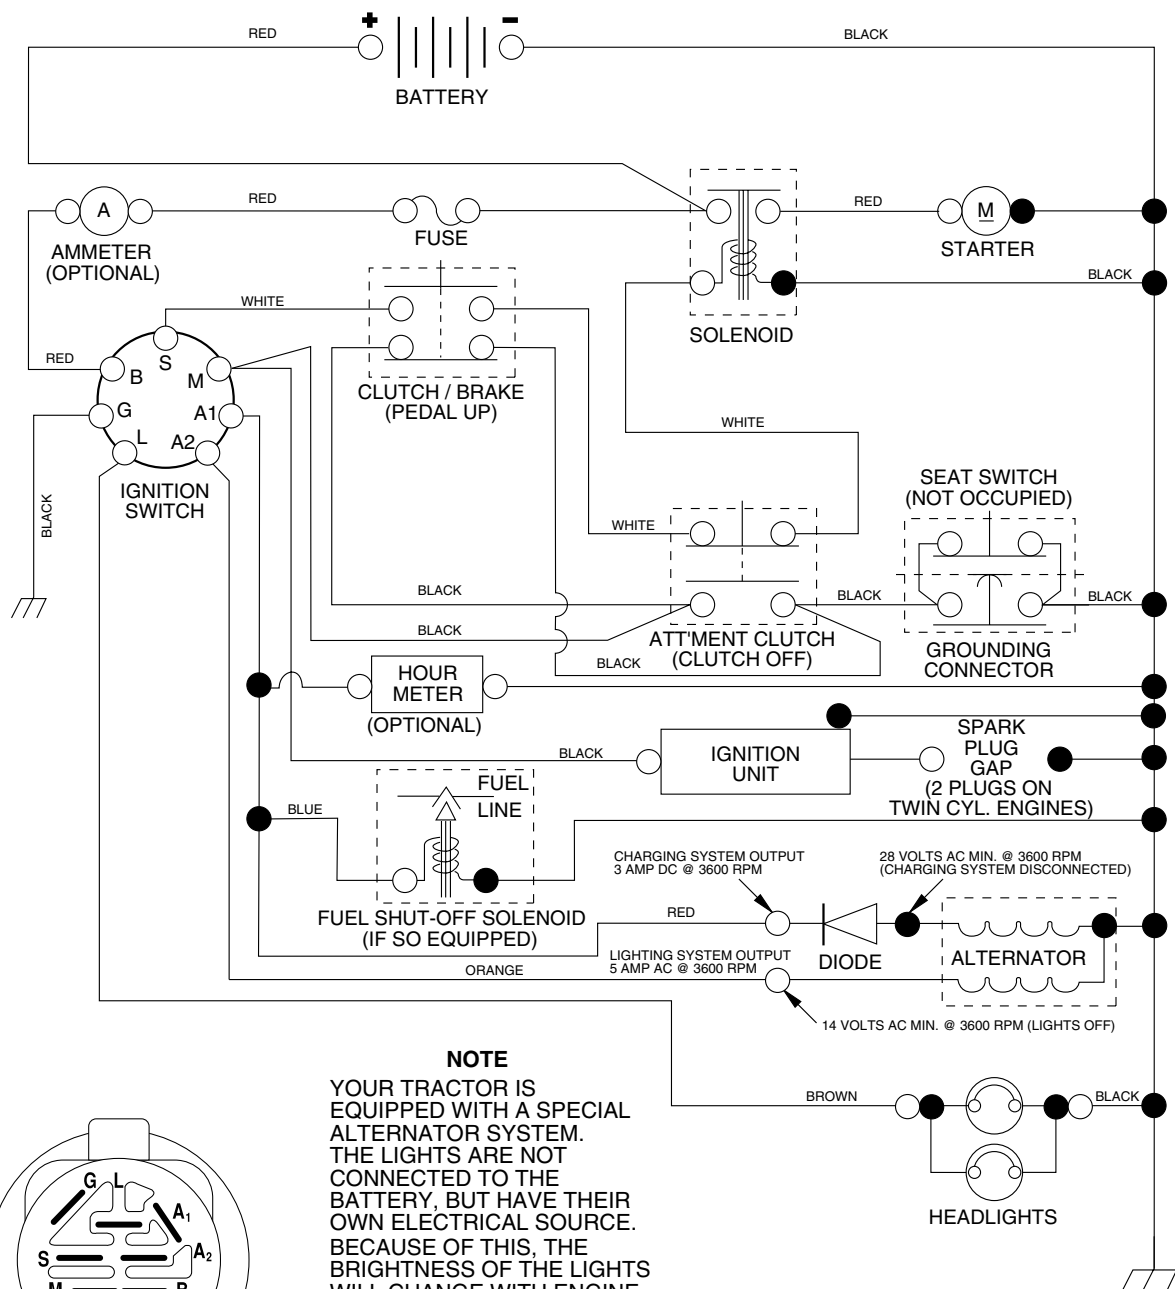 + -
RED
BLACK
BATTERY
RED
A
FUSE
AMMETER
(OPTIONAL)
RED
M
STARTER
BLACK
SOLENOID
WHITE
CLUTCH / BRAKE
(PEDAL UP)
RED
S
B
M
G
A1
L
A2
IGNITION
SWITCH
BLACK
WHITE
WHITE
SEAT SWITCH
(NOT OCCUPIED)
BLACK
BLACK
BLACK
BLACK
ATT'MENT CLUTCH
(CLUTCH OFF)
BLACK
GROUNDING
CONNECTOR
HOUR
METER
(OPTIONAL)
BLACK
IGNITION
UNIT
SPARK
PLUG
GAP
(2 PLUGS ON
TWIN CYL. ENGINES)
BLUE
FUEL
LINE
FUEL SHUT-OFF SOLENOID
(IF SO EQUIPPED)
CHARGING SYSTEM OUTPUT
3 AMP DC @ 3600 RPM
28 VOLTS AC MIN. @ 3600 RPM
(CHARGING SYSTEM DISCONNECTED)
RED
DIODE
ALTERNATOR
ORANGE
LIGHTING SYSTEM OUTPUT
5 AMP AC @ 3600 RPM
14 VOLTS AC MIN. @ 3600 RPM (LIGHTS OFF)
BROWN
BLACK
HEADLIGHTS
NOTE
YOUR TRACTOR IS
EQUIPPED WITH A SPECIAL
ALTERNATOR SYSTEM.
THE LIGHTS ARE NOT
CONNECTED TO THE
BATTERY, BUT HAVE THEIR
OWN ELECTRICAL SOURCE.
BECAUSE OF THIS, THE
BRIGHTNESS OF THE LIGHTS
WILL CHANGE WITH ENGINE
G
L
A1
A2
S
M
B